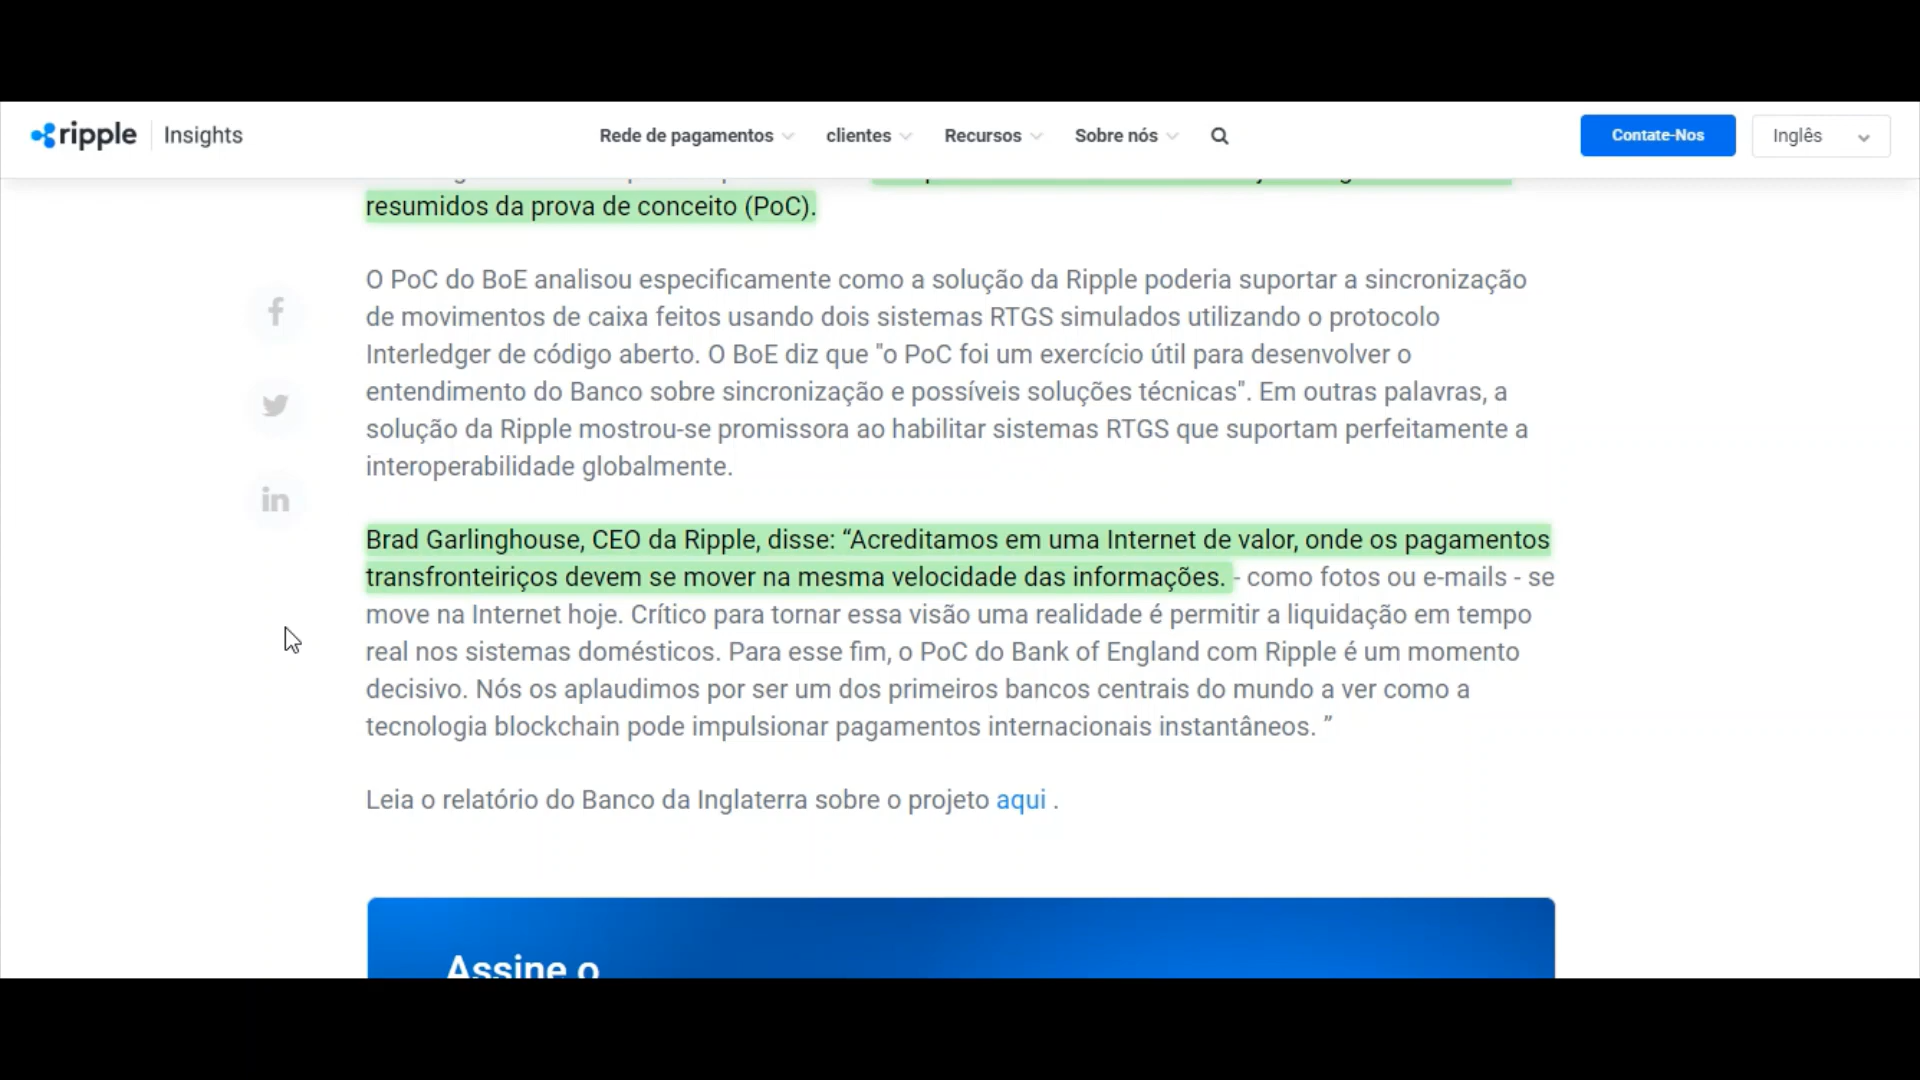 ripple Insights
Rede de pagamentos clientes Recursos Sobre nós Contate-Nos Inglês
resumidos da prova de conceito (PoC).
O PoC do BoE analisou especificamente como a solução da Ripple poderia suportar a sincronização
de movimentos de caixa feitos usando dois sistemas RTGS simulados utilizando o protocolo
Interledger de código aberto. O BoE diz que "o PoC foi um exercício útil para desenvolver o
entendimento do Banco sobre sincronização e possíveis soluções técnicas". Em outras palavras, a
solução da Ripple mostrou-se promissora ao habilitar sistemas RTGS que suportam perfeitamente a
interoperabilidade globalmente.
Brad Garlinghouse, CEO da Ripple, disse: “Acreditamos em uma Internet de valor, onde os pagamentos
transfronteiriços devem se mover na mesma velocidade das informações. - como fotos ou e-mails - se
move na Internet hoje. Crítico para tornar essa visão uma realidade é permitir a liquidação em tempo
real nos sistemas domésticos. Para esse fim, o PoC do Bank of England com Ripple é um momento
decisivo. Nós os aplaudimos por ser um dos primeiros bancos centrais do mundo a ver como a
tecnologia blockchain pode impulsionar pagamentos internacionais instantâneos. ”
Leia o relatório do Banco da Inglaterra sobre o projeto aqui .
Assine o